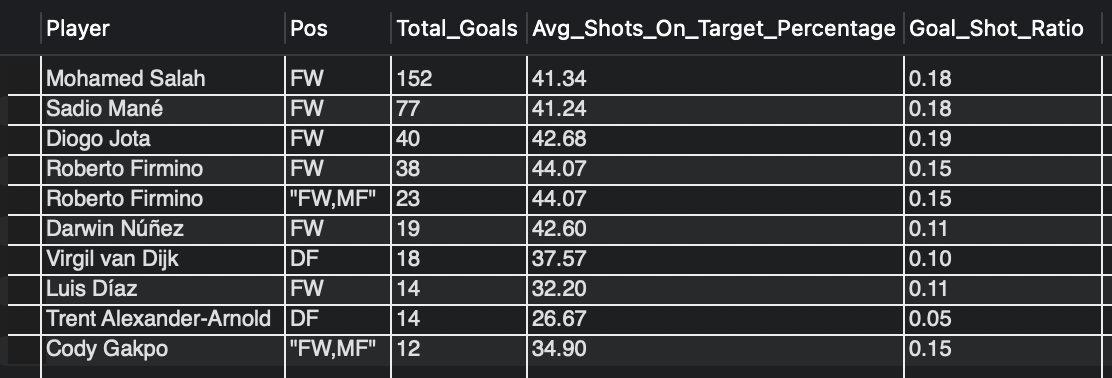 Player Pos Total_Goals Avg_Shots_On_Target_Percentage Goal_Shot_Ratio
Mohamed Salah FW 152 41.34 0.18
Sadio Mané FW 77 41.24 0.18
Diogo Jota FW 40 42.68 0.19
Roberto Firmino FW 38 44.07 0.15
Roberto Firmino "FW,MF" 23 44.07 0.15
Darwin Núñez FW 19 42.60 0.11
Virgil van Dijk DF 18 37.57 0.10
Luis Díaz FW 14 32.20 0.11
Trent Alexander-Arnold DF 14 26.67 0.05
Cody Gakpo "FW,MF" 12 34.90 0.15